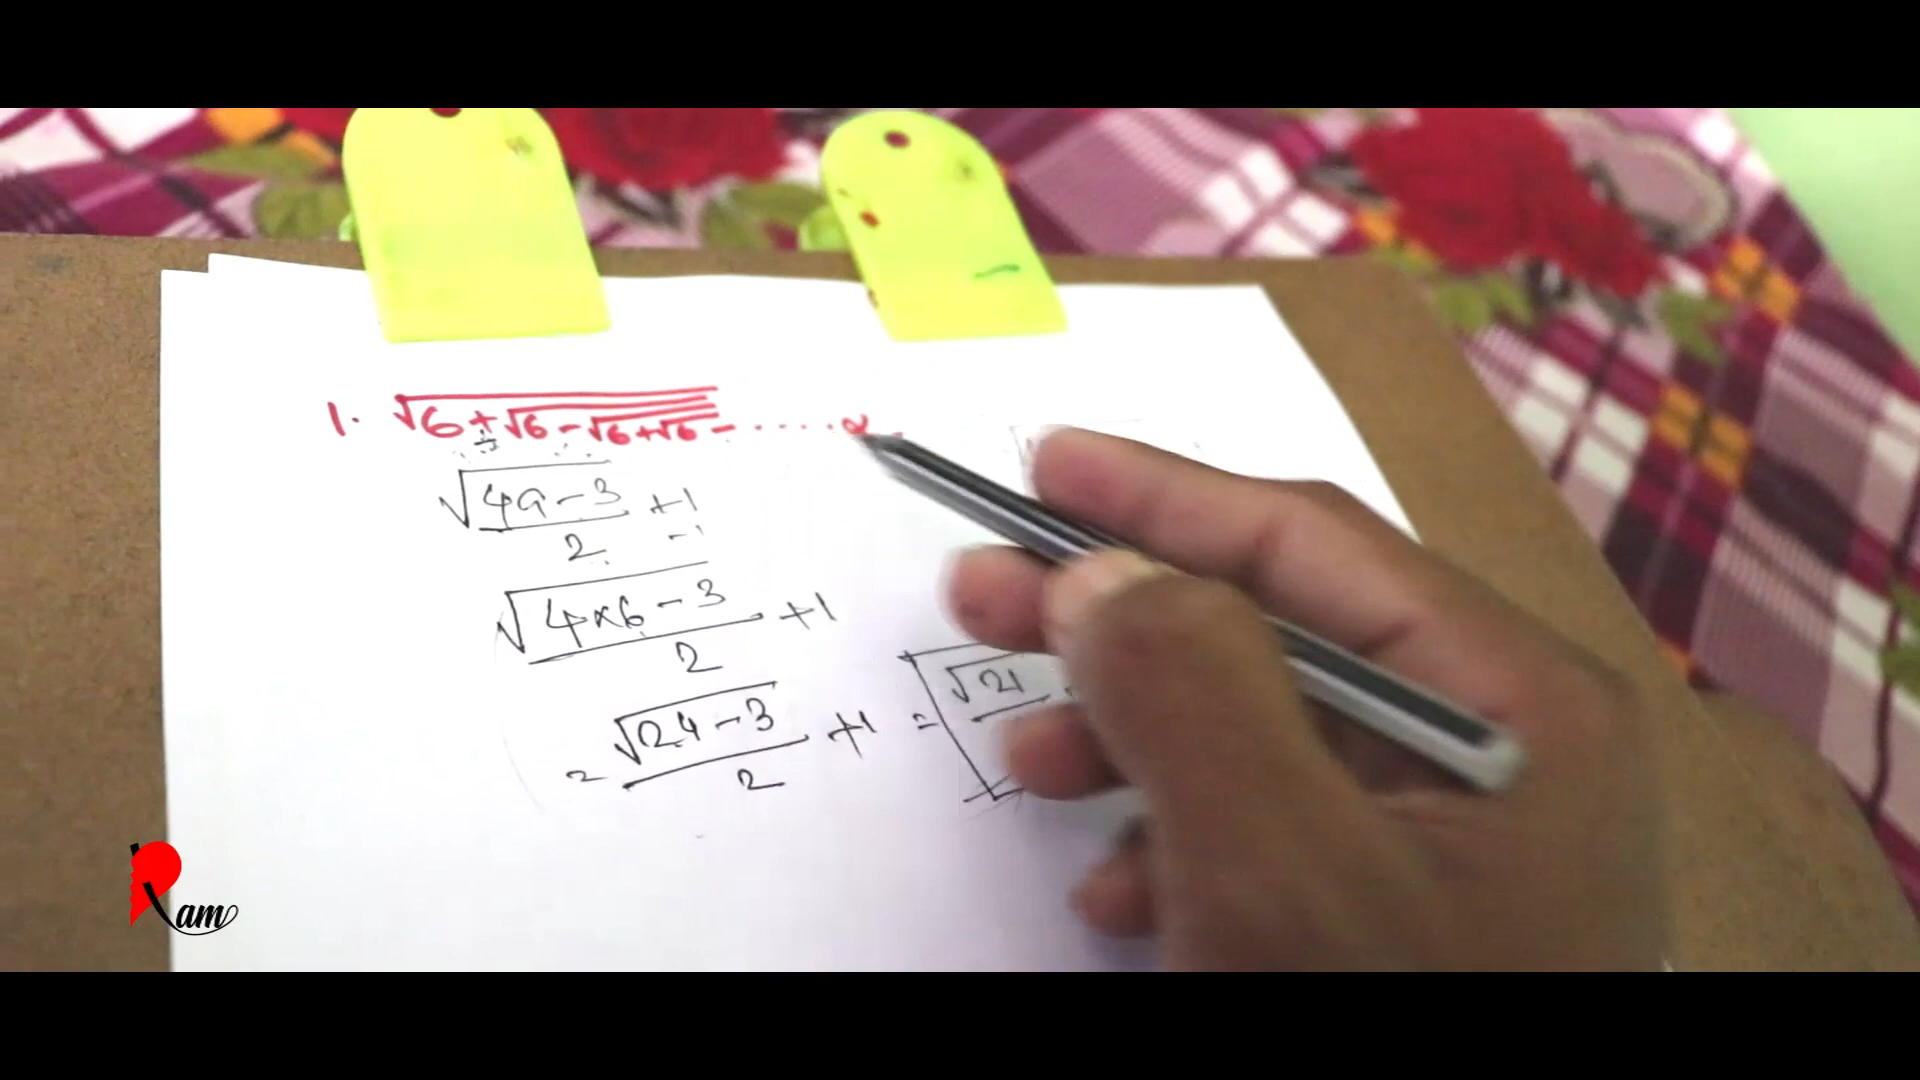 1. √6+√6-√6+√6-.....α
√4a-3/2 +1
-1
√4×6-3/2 +1
= √24-3/2 +1 = √21
Ram